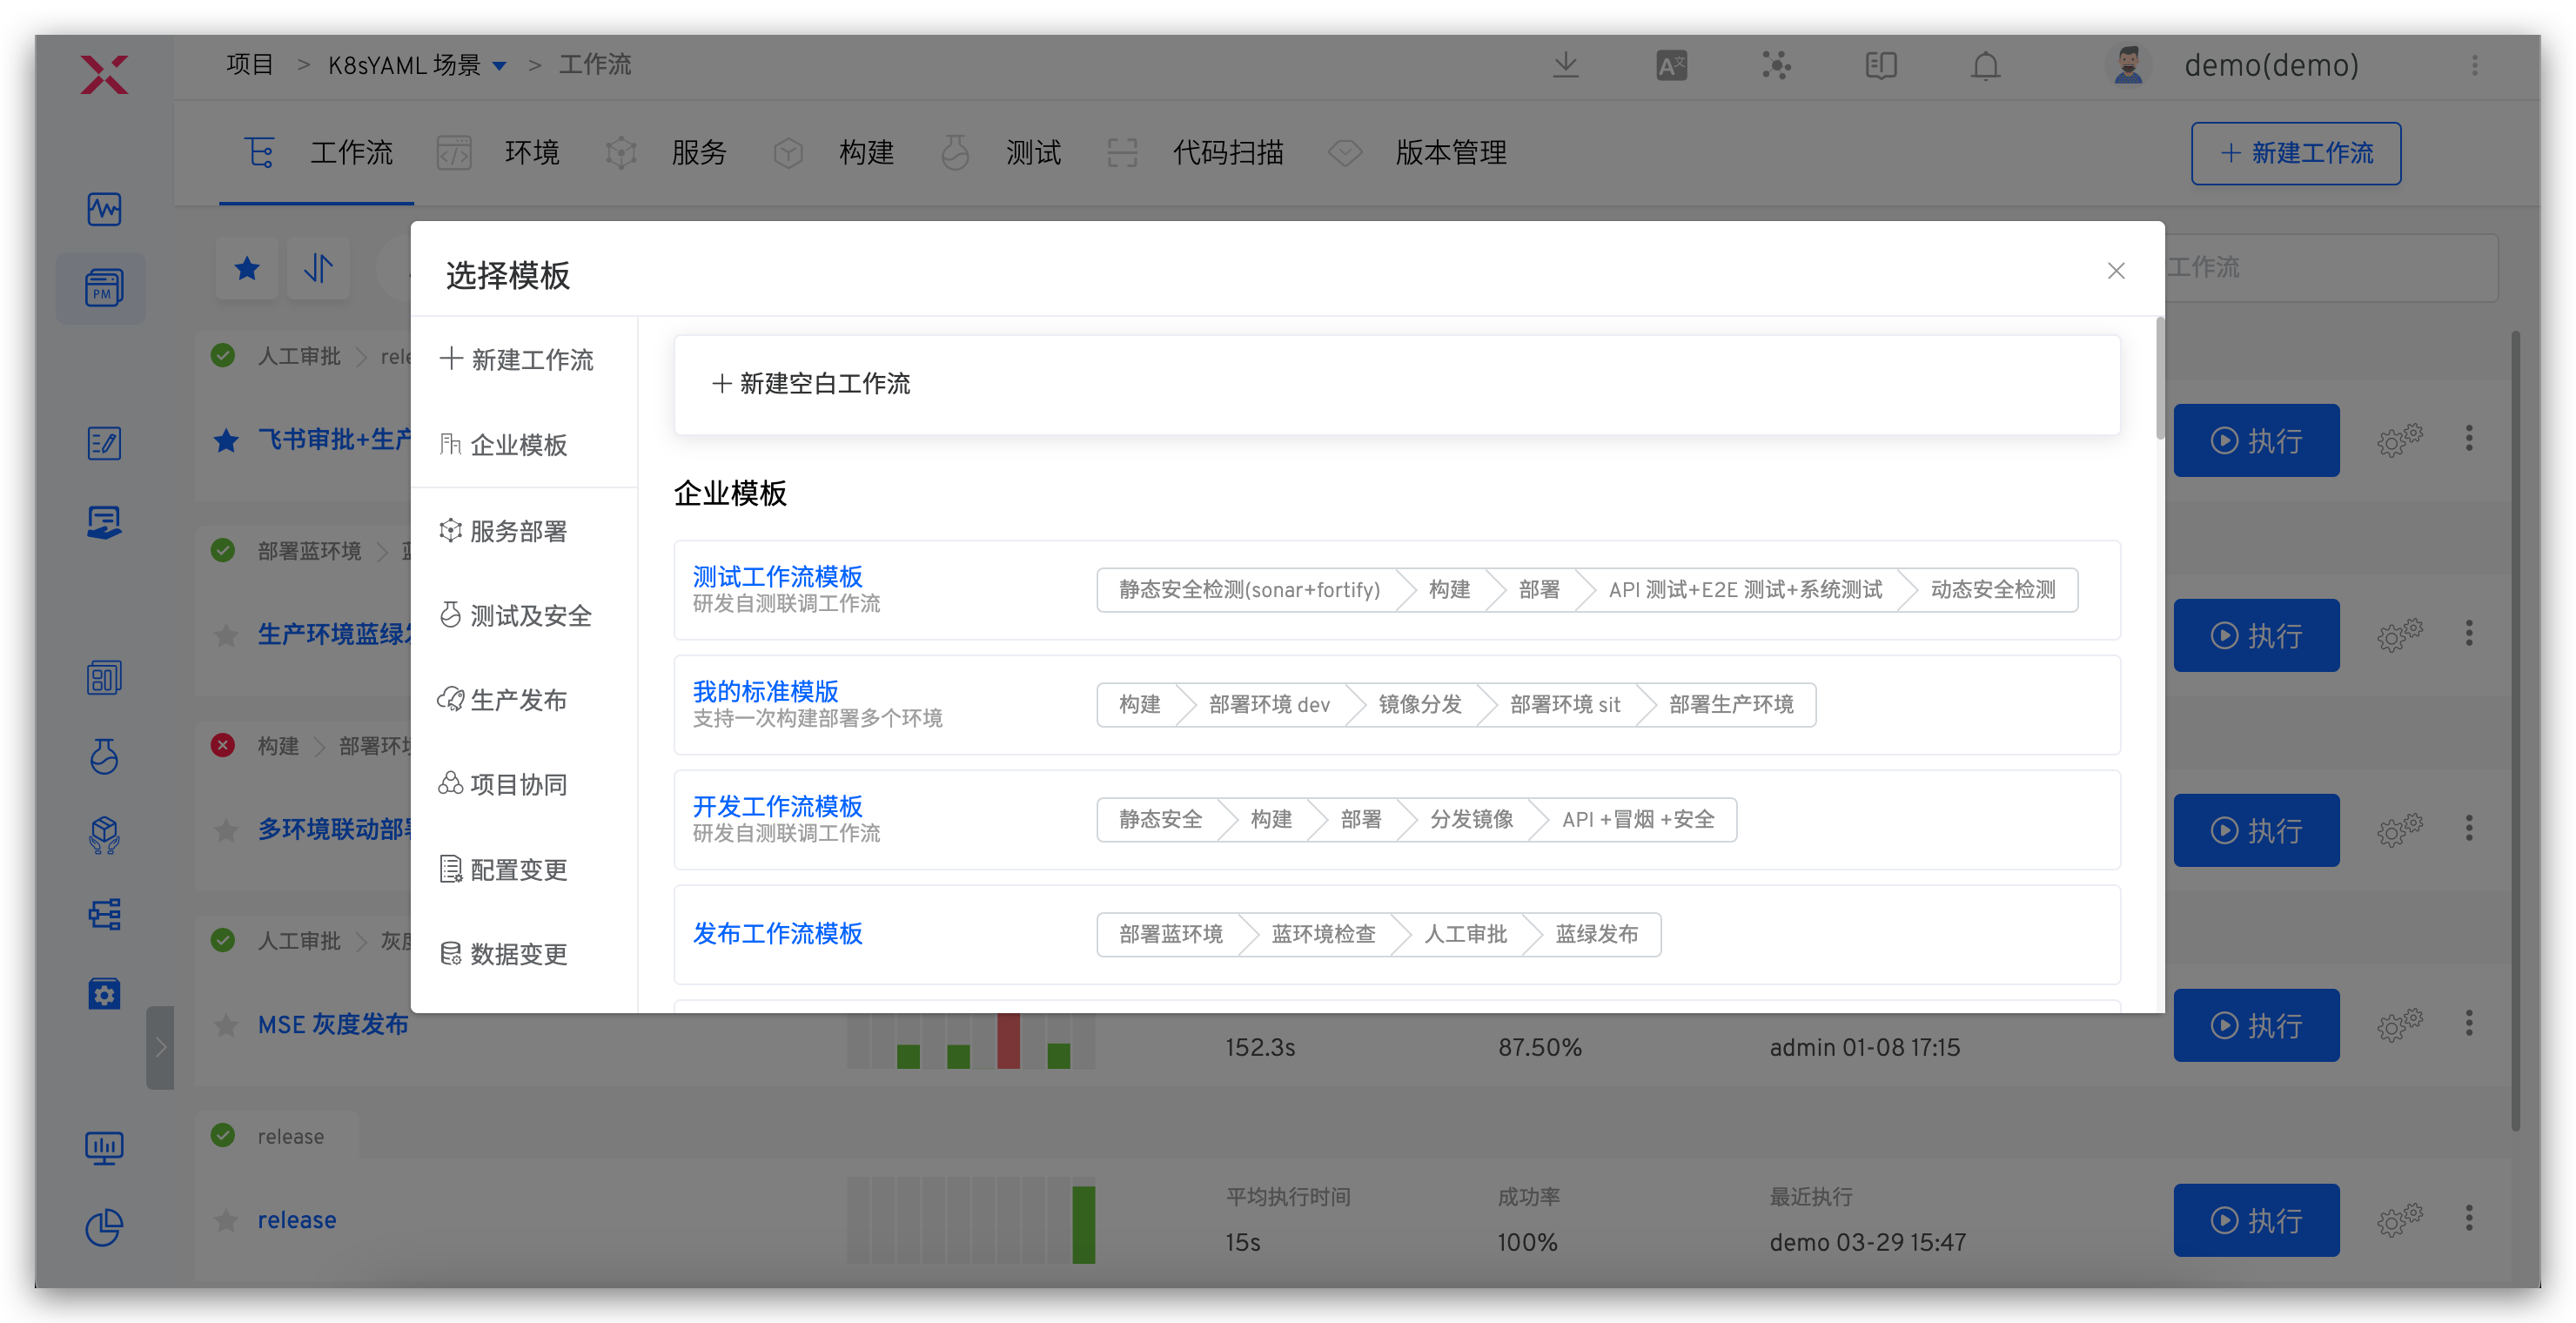 项目 > K8sYAML 场景 > 工作流
demo(demo)
工作流 环境 服务 构建 测试 代码扫描 版本管理
+ 新建工作流
工作流
选择模板
+ 新建工作流
企业模板
服务部署
测试及安全
生产发布
项目协同
配置变更
数据变更
+ 新建空白工作流
企业模板
测试工作流模板
研发自测联调工作流
静态安全检测(sonar+fortify) 构建 部署 API 测试+E2E 测试+系统测试 动态安全检测
我的标准模版
支持一次构建部署多个环境
构建 部署环境 dev 镜像分发 部署环境 sit 部署生产环境
开发工作流模板
研发自测联调工作流
静态安全 构建 部署 分发镜像 API +冒烟 +安全
发布工作流模板
部署蓝环境 蓝环境检查 人工审批 蓝绿发布
PM
人工审批
飞书审批+生产
执行
部署蓝环境
生产环境蓝绿
执行
构建 部署环
多环境联动部
执行
人工审批 灰
MSE 灰度发布
152.3s 87.50% admin 01-08 17:15
执行
release
release
平均执行时间 成功率 最近执行
15s 100% demo 03-29 15:47
执行